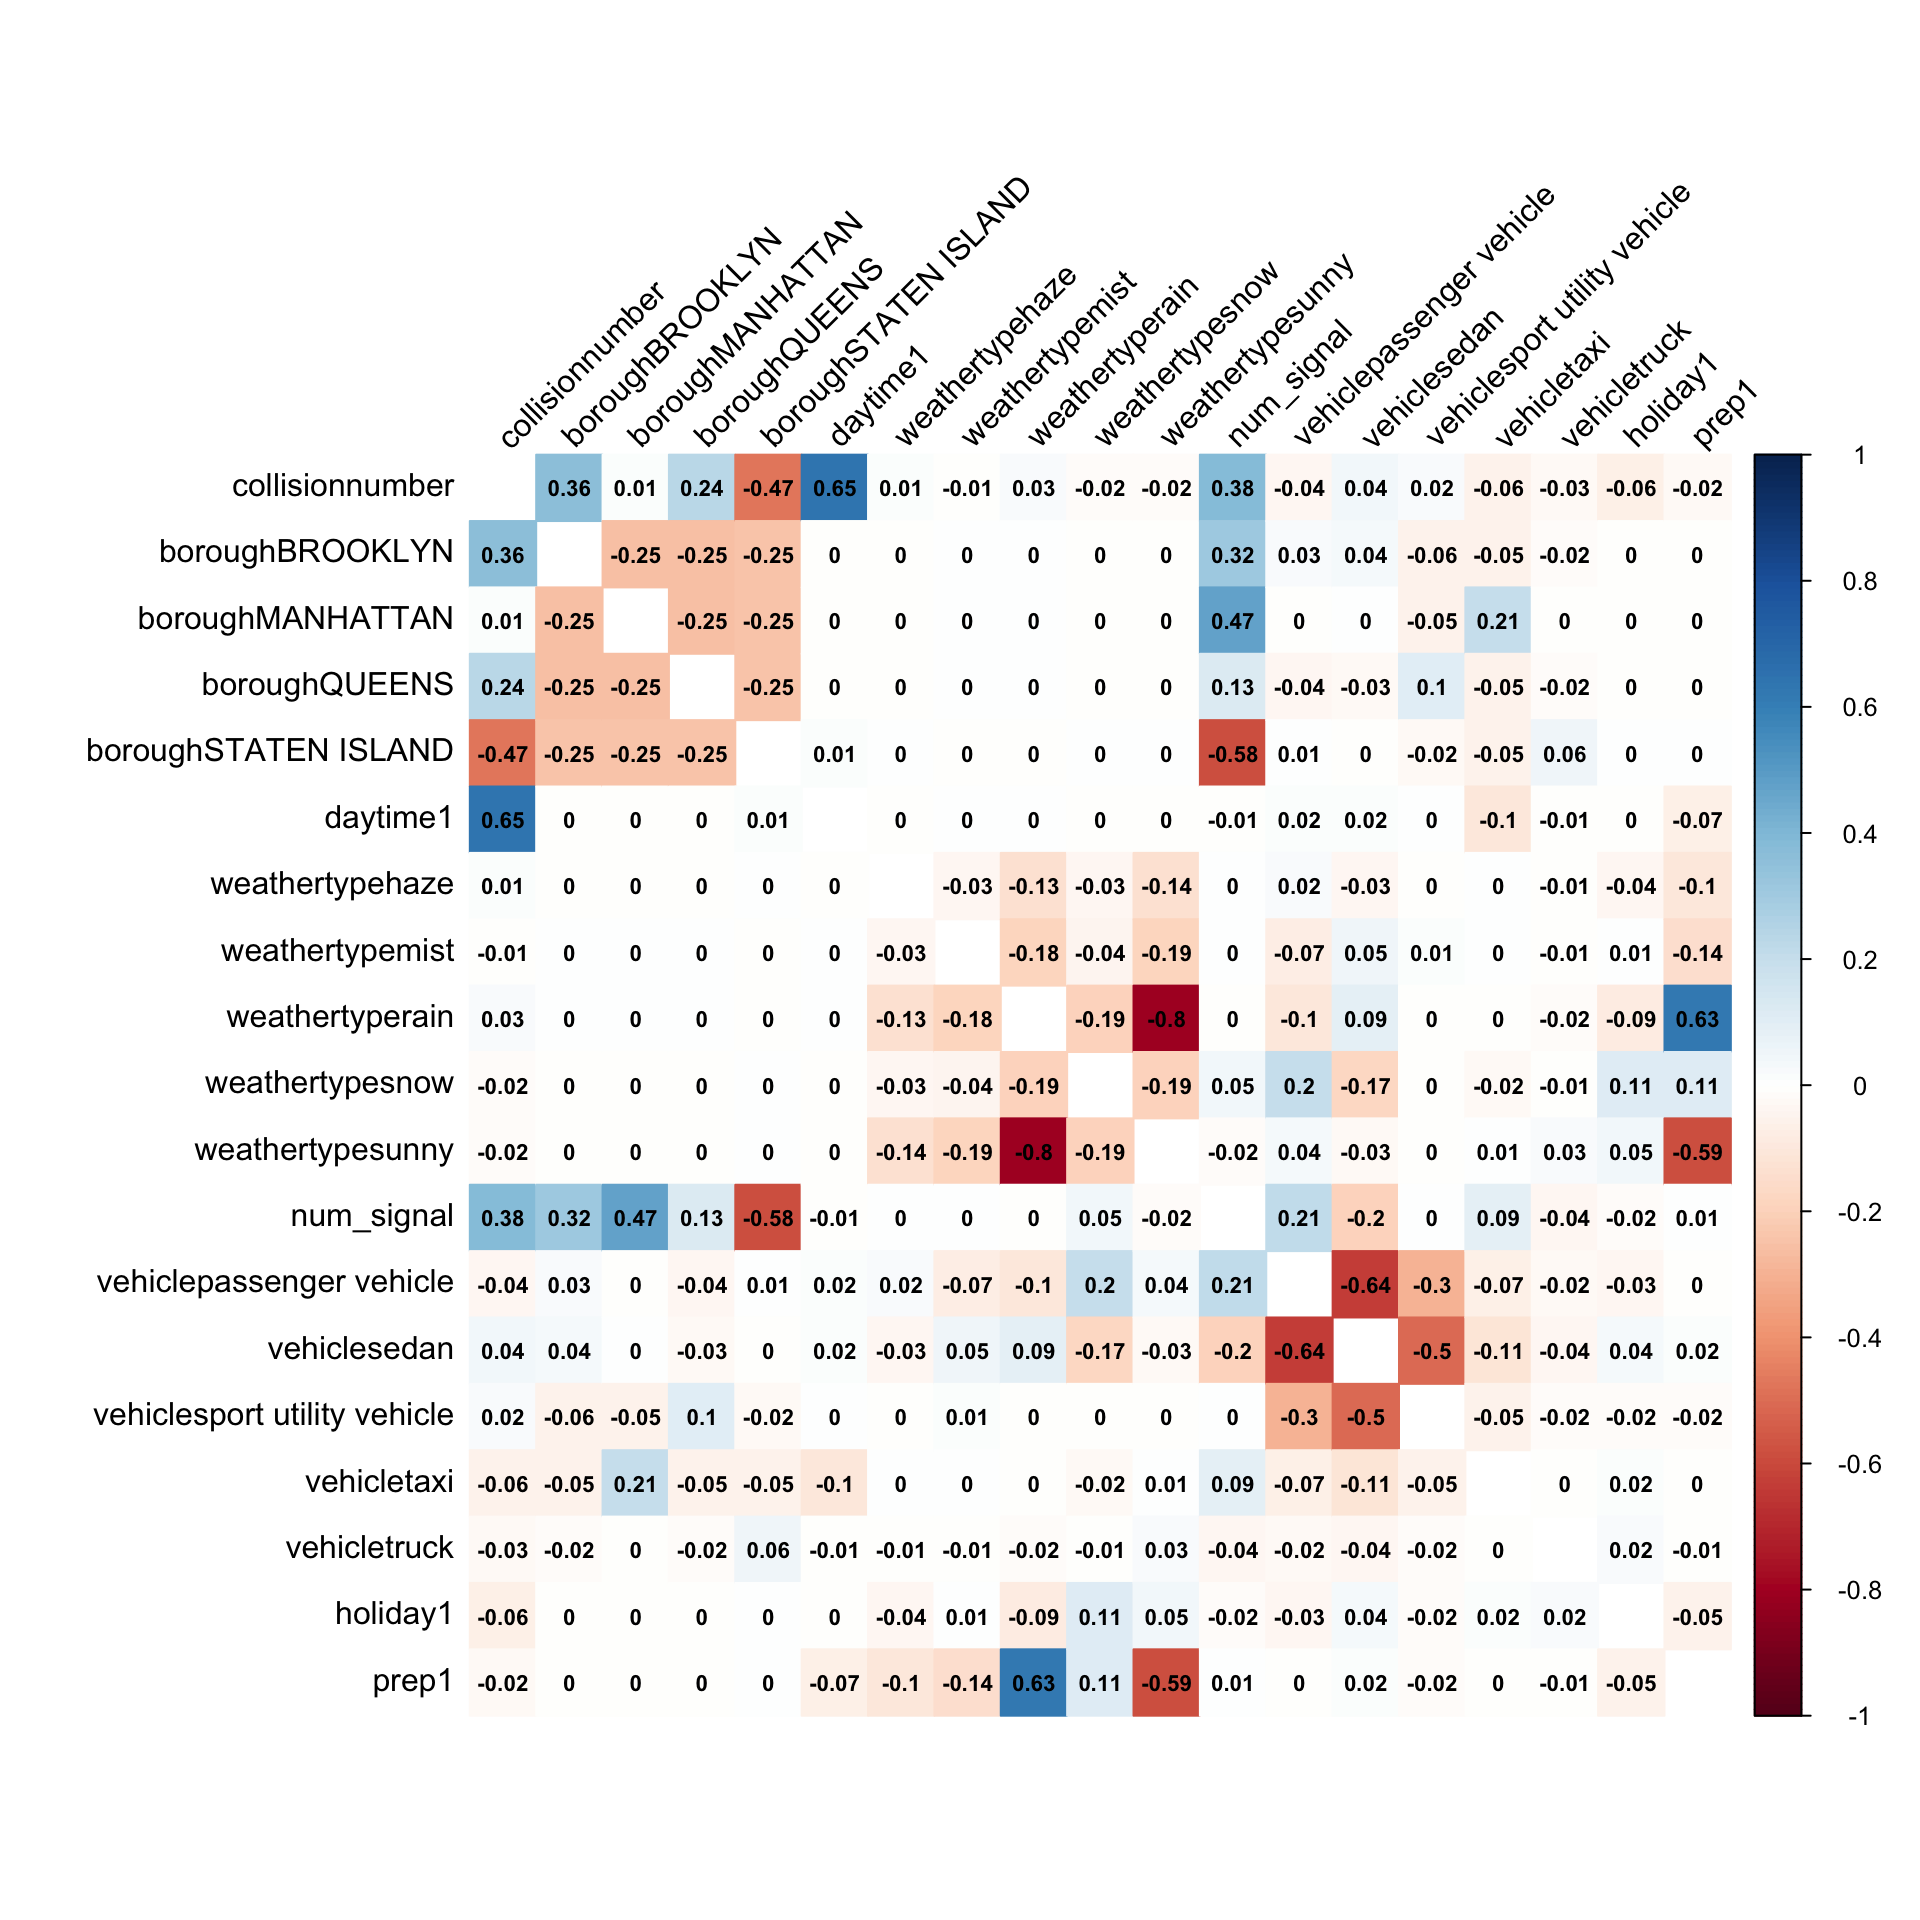 collisionnumber
boroughBROOKLYN
boroughMANHATTAN
boroughQUEENS
boroughSTATEN ISLAND
daytime1
weathertypehaze
weathertypemist
weathertyperain
weathertypesnow
weathertypesunny
num_signal
vehiclepassenger vehicle
vehiclesedan
vehiclesport utility vehicle
vehicletaxi
vehicletruck
holiday1
prep1
collisionnumber 0.36 0.01 0.24 -0.47 0.65 0.01 -0.01 0.03 -0.02 -0.02 0.38 -0.04 0.04 0.02 -0.06 -0.03 -0.06 -0.02
boroughBROOKLYN 0.36 -0.25 -0.25 -0.25 0 0 0 0 0 0 0.32 0.03 0.04 -0.06 -0.05 -0.02 0 0
boroughMANHATTAN 0.01 -0.25 -0.25 -0.25 0 0 0 0 0 0 0.47 0 0 -0.05 0.21 0 0 0
boroughQUEENS 0.24 -0.25 -0.25 -0.25 0 0 0 0 0 0 0.13 -0.04 -0.03 0.1 -0.05 -0.02 0 0
boroughSTATEN ISLAND -0.47 -0.25 -0.25 -0.25 0.01 0 0 0 0 0 -0.58 0.01 0 -0.02 -0.05 0.06 0 0
daytime1 0.65 0 0 0 0.01 0 0 0 0 0 -0.01 0.02 0.02 0 -0.1 -0.01 0 -0.07
weathertypehaze 0.01 0 0 0 0 0 -0.03 -0.13 -0.03 -0.14 0 0.02 -0.03 0 0 -0.01 -0.04 -0.1
weathertypemist -0.01 0 0 0 0 0 -0.03 -0.18 -0.04 -0.19 0 -0.07 0.05 0.01 0 -0.01 0.01 -0.14
weathertyperain 0.03 0 0 0 0 0 -0.13 -0.18 -0.19 -0.8 0 -0.1 0.09 0 0 -0.02 -0.09 0.63
weathertypesnow -0.02 0 0 0 0 0 -0.03 -0.04 -0.19 -0.19 0.05 0.2 -0.17 0 -0.02 -0.01 0.11 0.11
weathertypesunny -0.02 0 0 0 0 0 -0.14 -0.19 -0.8 -0.19 -0.02 0.04 -0.03 0 0.01 0.03 0.05 -0.59
num_signal 0.38 0.32 0.47 0.13 -0.58 -0.01 0 0 0 0.05 -0.02 0.21 -0.2 0 0.09 -0.04 -0.02 0.01
vehiclepassenger vehicle -0.04 0.03 0 -0.04 0.01 0.02 0.02 -0.07 -0.1 0.2 0.04 0.21 -0.64 -0.3 -0.07 -0.02 -0.03 0
vehiclesedan 0.04 0.04 0 -0.03 0 0.02 -0.03 0.05 0.09 -0.17 -0.03 -0.2 -0.64 -0.5 -0.11 -0.04 0.04 0.02
vehiclesport utility vehicle 0.02 -0.06 -0.05 0.1 -0.02 0 0 0.01 0 0 0 0 -0.3 -0.5 -0.05 -0.02 -0.02 -0.02
vehicletaxi -0.06 -0.05 0.21 -0.05 -0.05 -0.1 0 0 0 -0.02 0.01 0.09 -0.07 -0.11 -0.05 0 0.02 0
vehicletruck -0.03 -0.02 0 -0.02 0.06 -0.01 -0.01 -0.01 -0.02 -0.01 0.03 -0.04 -0.02 -0.04 -0.02 0 0.02 -0.01
holiday1 -0.06 0 0 0 0 0 -0.04 0.01 -0.09 0.11 0.05 -0.02 -0.03 0.04 -0.02 0.02 0.02 -0.05
prep1 -0.02 0 0 0 0 -0.07 -0.1 -0.14 0.63 0.11 -0.59 0.01 0 0.02 -0.02 0 -0.01 -0.05
1
0.8
0.6
0.4
0.2
0
-0.2
-0.4
-0.6
-0.8
-1